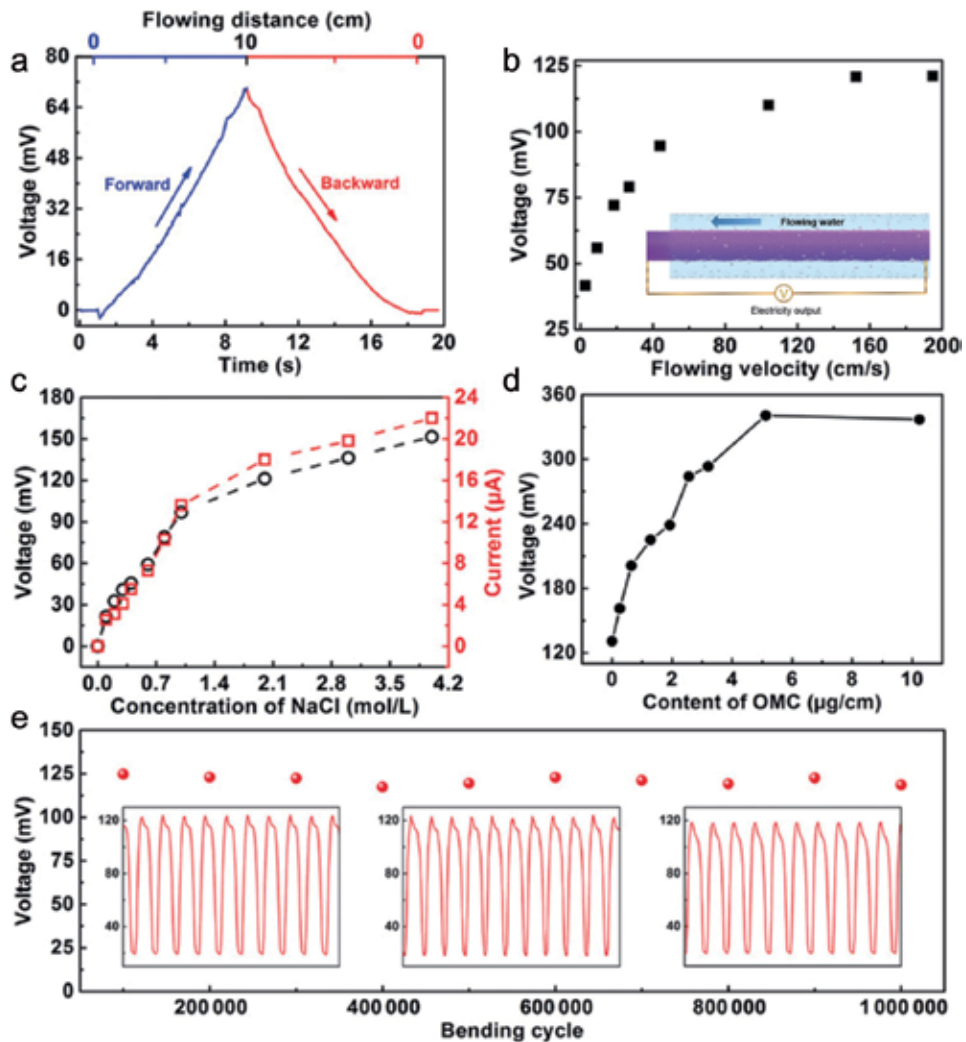 Flowing distance (cm)
0 10 0
a
80
64
48
32
16
0
Voltage (mV)
Forward
Backward
0 4 8 12 16 20
Time (s)
b
125
100
75
50
25
Voltage (mV)
Flowing water
V
Electricity output
0 40 80 120 160 200
Flowing velocity (cm/s)
c
180
150
120
90
60
30
0
Voltage (mV)
24
20
16
12
8
4
0
Current (μA)
0.0 0.7 1.4 2.1 2.8 3.5 4.2
Concentration of NaCl (mol/L)
d
360
300
240
180
120
Voltage (mV)
0 2 4 6 8 10
Content of OMC (μg/cm)
e
150
125
100
75
50
25
0
Voltage (mV)
120
80
40
120
80
40
120
80
40
200 000 400 000 600 000 800 000 1 000 000
Bending cycle